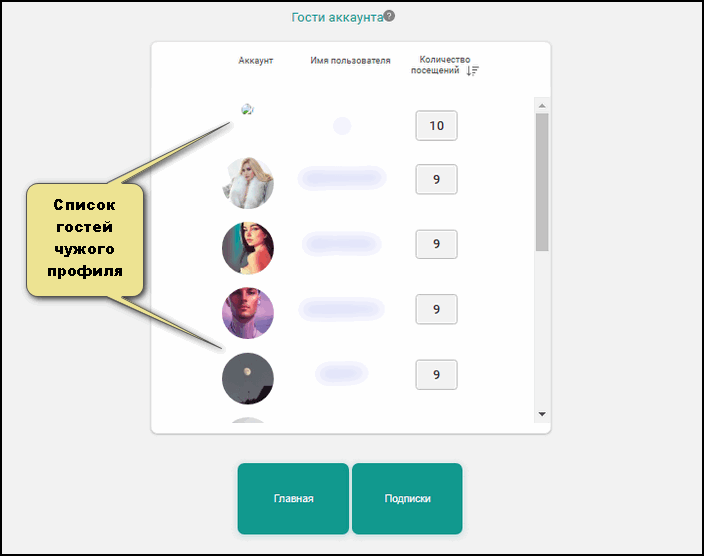 Гости аккаунта?
Аккаунт
Имя пользователя
Количество
посещений
10
9
9
9
9
Список
гостей
чужого
профиля
Главная
Подписки